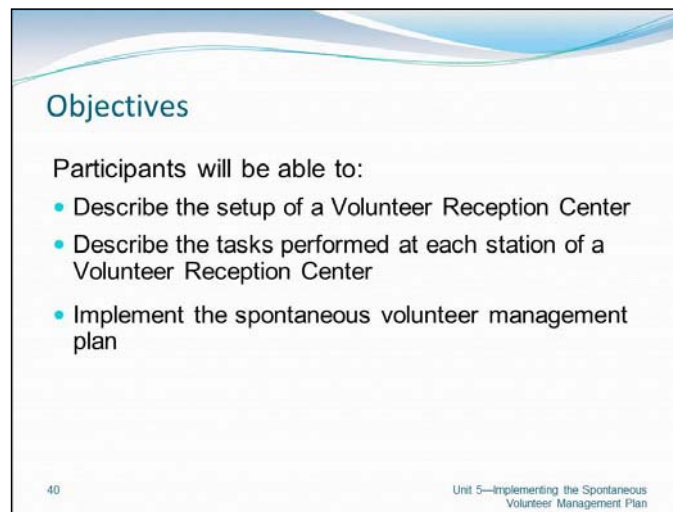 Objectives
Participants will be able to:
• Describe the setup of a Volunteer Reception Center
• Describe the tasks performed at each station of a
Volunteer Reception Center
• Implement the spontaneous volunteer management
plan
40
Unit 5—Implementing the Spontaneous
Volunteer Management Plan